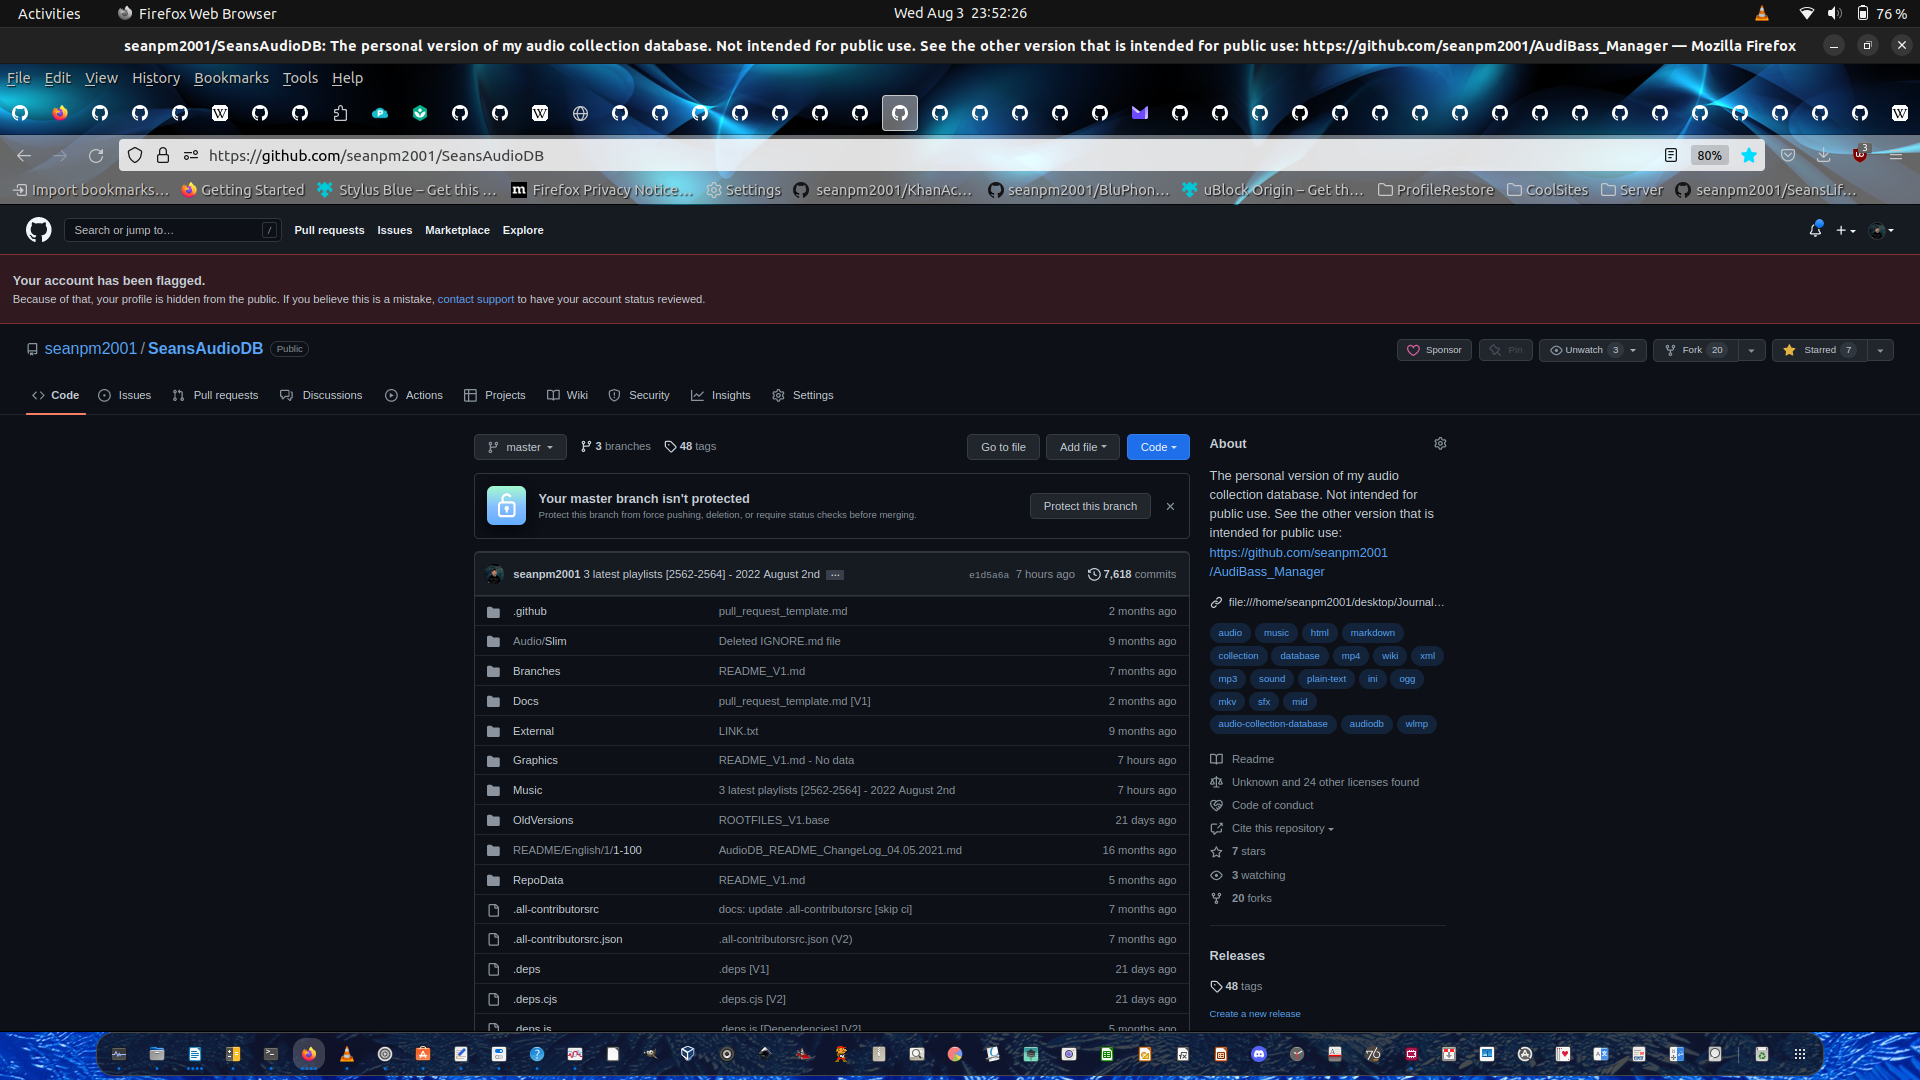 Activities
Firefox Web Browser
Wed Aug 3 23:52:26
76 %
seanpm2001/SeansAudioDB: The personal version of my audio collection database. Not intended for public use. See the other version that is intended for public use: https://github.com/seanpm2001/AudiBass_Manager — Mozilla Firefox
File Edit View History Bookmarks Tools Help
https://github.com/seanpm2001/SeansAudioDB
80%
3
Import bookmarks… Getting Started Stylus Blue – Get this … Firefox Privacy Notice… Settings seanpm2001/KhanAc… seanpm2001/BluPhon… uBlock Origin – Get th… ProfileRestore CoolSites Server seanpm2001/SeansLif…
Search or jump to… /
Pull requests Issues Marketplace Explore
Your account has been flagged.
Because of that, your profile is hidden from the public. If you believe this is a mistake, contact support to have your account status reviewed.
seanpm2001 / SeansAudioDB Public
Sponsor Pin Unwatch 3 Fork 20 Starred 7
Code Issues Pull requests Discussions Actions Projects Wiki Security Insights Settings
master 3 branches 48 tags Go to file Add file Code
Your master branch isn't protected
Protect this branch from force pushing, deletion, or require status checks before merging.
Protect this branch
seanpm2001 3 latest playlists [2562-2564] - 2022 August 2nd … e1d5a6a 7 hours ago 7,618 commits
.github pull_request_template.md 2 months ago
Audio/Slim Deleted IGNORE.md file 9 months ago
Branches README_V1.md 7 months ago
Docs pull_request_template.md [V1] 2 months ago
External LINK.txt 9 months ago
Graphics README_V1.md - No data 7 hours ago
Music 3 latest playlists [2562-2564] - 2022 August 2nd 7 hours ago
OldVersions ROOTFILES_V1.base 21 days ago
README/English/1/1-100 AudioDB_README_ChangeLog_04.05.2021.md 16 months ago
RepoData README_V1.md 5 months ago
.all-contributorsrc docs: update .all-contributorsrc [skip ci] 7 months ago
.all-contributorsrc.json .all-contributorsrc.json (V2) 7 months ago
.deps .deps [V1] 21 days ago
.deps.cjs .deps.cjs [V2] 21 days ago
.deps.js .deps.js [Dependencies] [V2] 5 months ago
About
The personal version of my audio
collection database. Not intended for
public use. See the other version that is
intended for public use:
https://github.com/seanpm2001
/AudiBass_Manager
file:///home/seanpm2001/desktop/Journal…
audio music html markdown
collection database mp4 wiki xml
mp3 sound plain-text ini ogg
mkv sfx mid
audio-collection-database audiodb wlmp
Readme
Unknown and 24 other licenses found
Code of conduct
Cite this repository
7 stars
3 watching
20 forks
Releases
48 tags
Create a new release